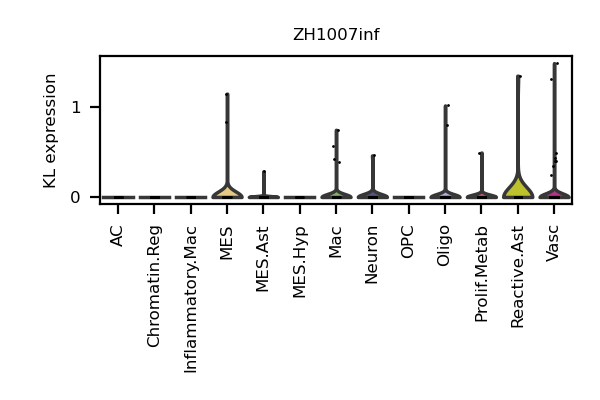 ZH1007inf
KL expression
1
0
AC
Chromatin.Reg
Inflammatory.Mac
MES
MES.Ast
MES.Hyp
Mac
Neuron
OPC
Oligo
Prolif.Metab
Reactive.Ast
Vasc